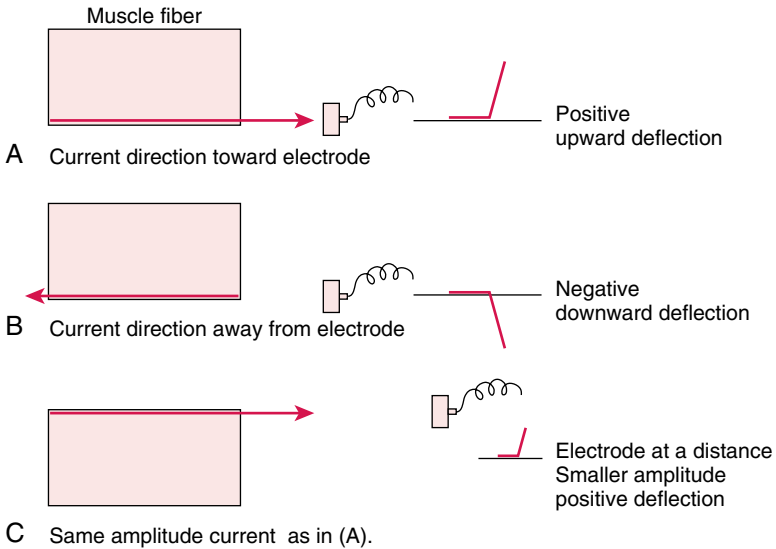 Muscle fiber
Positive
upward deflection
A Current direction toward electrode
Negative
downward deflection
B Current direction away from electrode
Electrode at a distance
Smaller amplitude
positive deflection
C Same amplitude current as in (A).